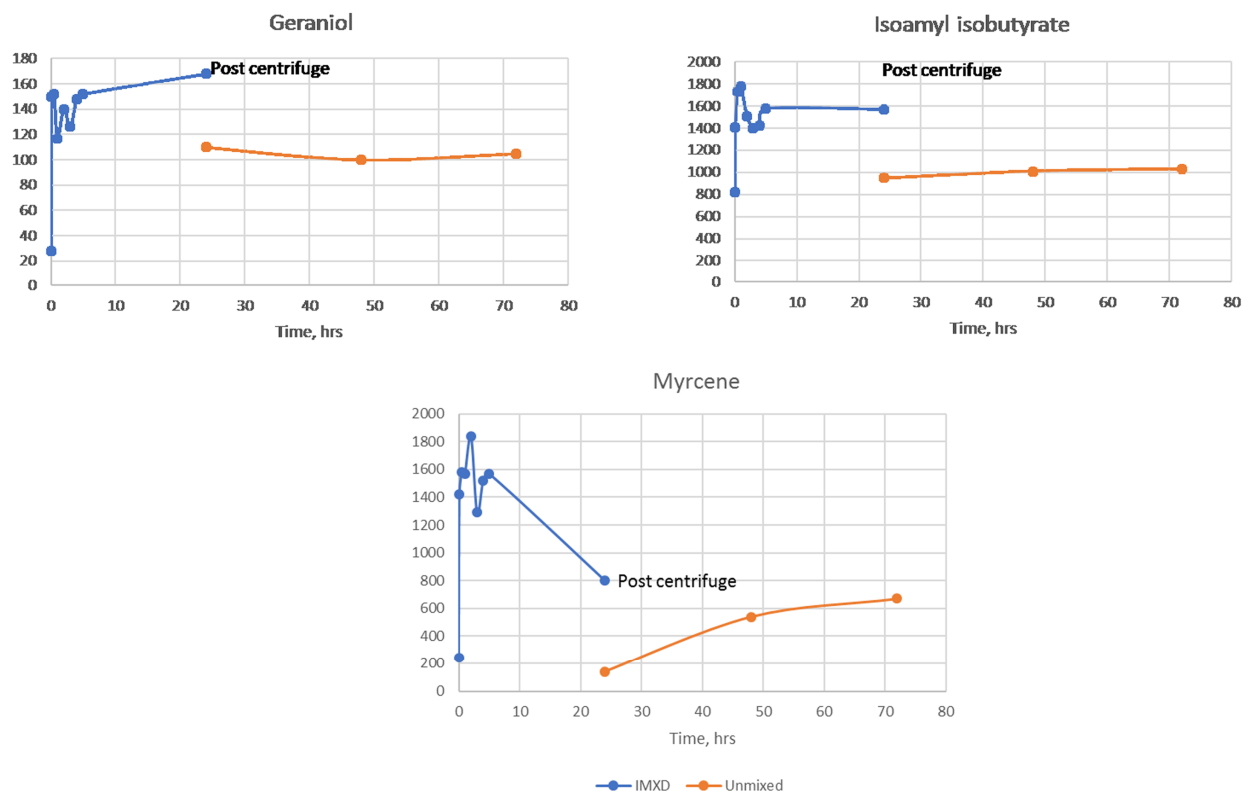 Geraniol
180
160
140
120
100
80
60
40
20
0
Post centrifuge
0 10 20 30 40 50 60 70 80
Time, hrs
Isoamyl isobutyrate
2000
1800
1600
1400
1200
1000
800
600
400
200
0
Post centrifuge
0 10 20 30 40 50 60 70 80
Time, hrs
Myrcene
2000
1800
1600
1400
1200
1000
800
600
400
200
0
Post centrifuge
0 10 20 30 40 50 60 70 80
Time, hrs
IMXD Unmixed